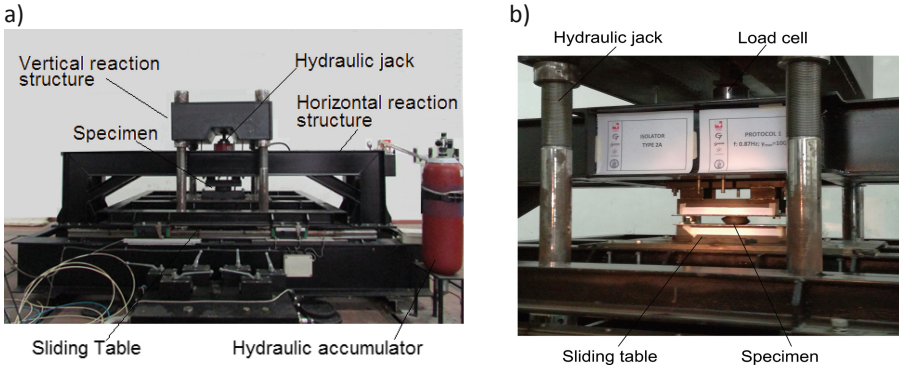 a)
Vertical reaction
structure
Hydraulic jack
Horizontal reaction
structure
Specimen
Sliding Table
Hydraulic accumulator
b)
Hydraulic jack
Load cell
ISOLATOR
TYPE 2A
PROTOCOL 1
Sliding table
Specimen